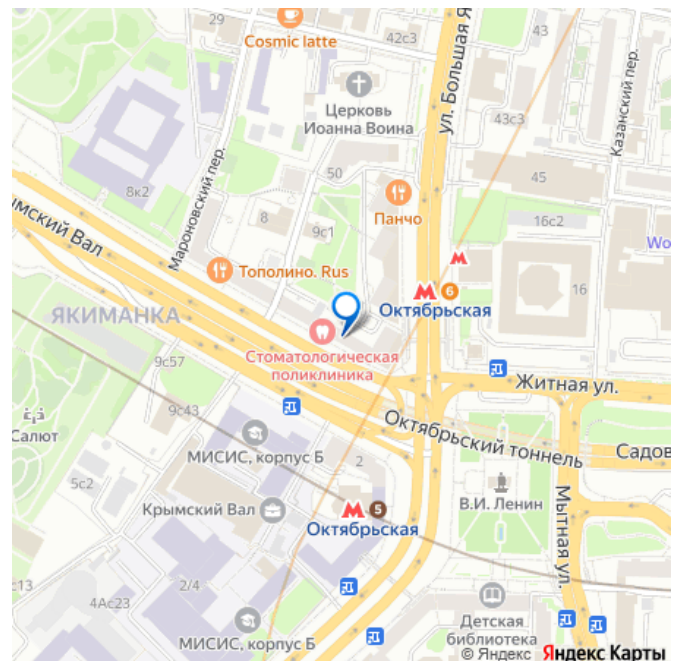 Cosmic latte
42с3
43
ул. Большая Я
Казанский пер.
Церковь
Иоанна Воина
43с3
Мароновский пер.
50
45
8к2
Панчо
8
9с1
16с2
Wo
ымский Вал
Тополино. Rus
16
6
Октябрьская
ЯКИМАНКА
Стоматологическая
поликлиника
9с57
Житная ул.
9с43
Салют
Октябрьский тоннель
Садов
МИСИС, корпус Б
2
5с2
В.И. Ленин
Мытная ул.
Крымский Вал
5
Октябрьская
с13
2/4
4Ас23
Детская
библиотека
МИСИС, корпус Б
© Яндекс Яндекс Карты